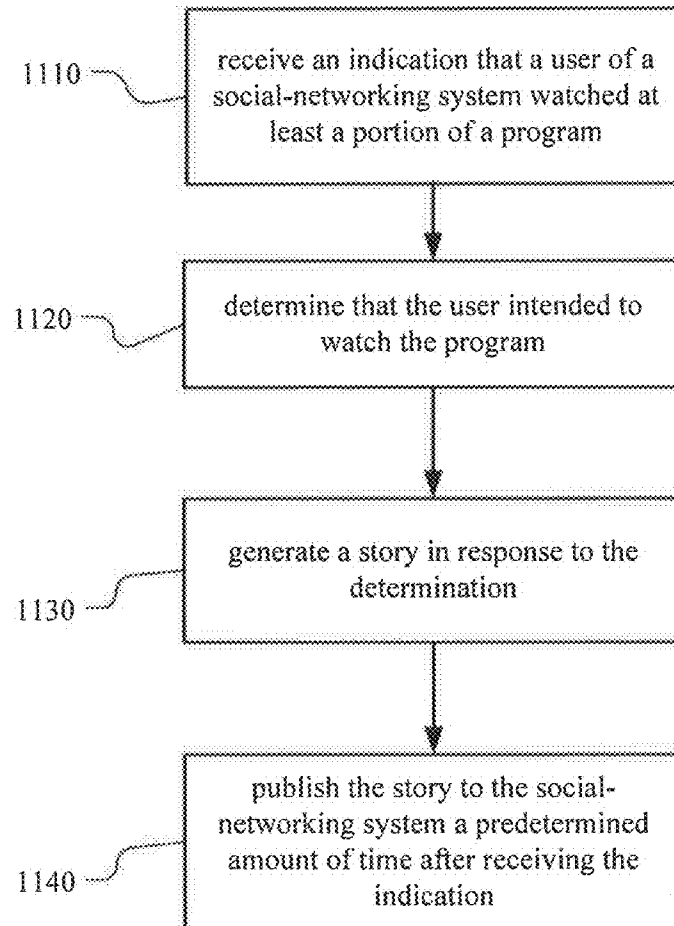 1110
receive an indication that a user of a
social-networking system watched at
least a portion of a program
1120
determine that the user intended to
watch the program
1130
generate a story in response to the
determination
1140
publish the story to the social-
networking system a predetermined
amount of time after receiving the
indication